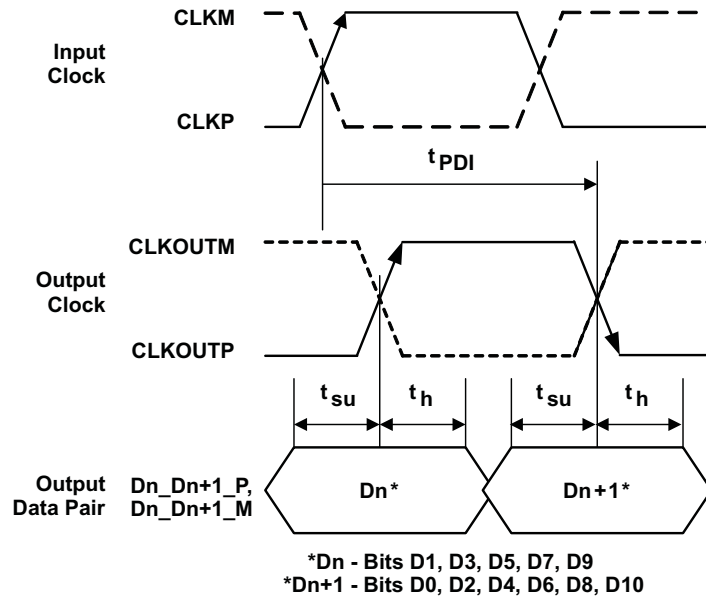 CLKM
Input
Clock
CLKP
tPDI
CLKOUTM
Output
Clock
CLKOUTP
tsu th tsu th
Output
Data Pair
Dn_Dn+1_P,
Dn_Dn+1_M
Dn* Dn+1*
*Dn - Bits D1, D3, D5, D7, D9
*Dn+1 - Bits D0, D2, D4, D6, D8, D10